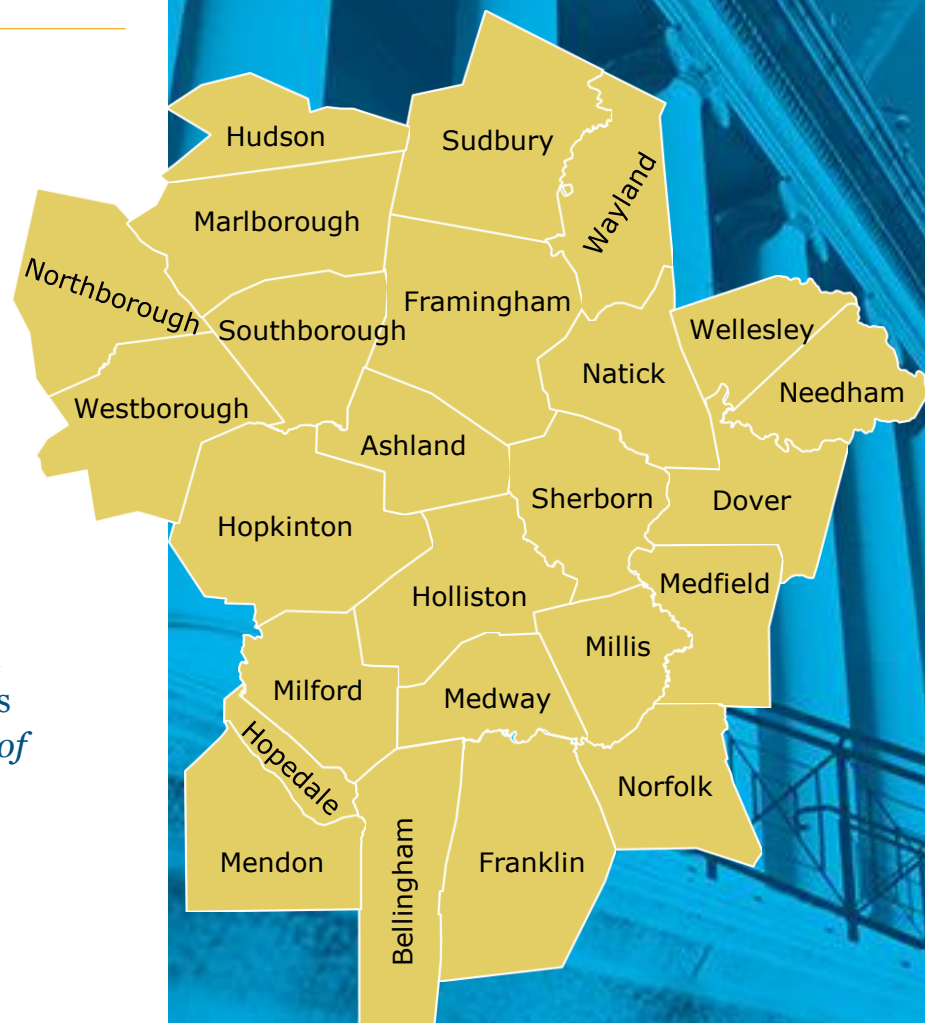 Hudson
Sudbury
Wayland
Marlborough
Northborough
Framingham
Southborough
Wellesley
Natick
Needham
Westborough
Ashland
Sherborn
Dover
Hopkinton
Medfield
Holliston
Millis
s
Milford
Medway
of
Hopedale
Norfolk
Mendon
Bellingham
Franklin